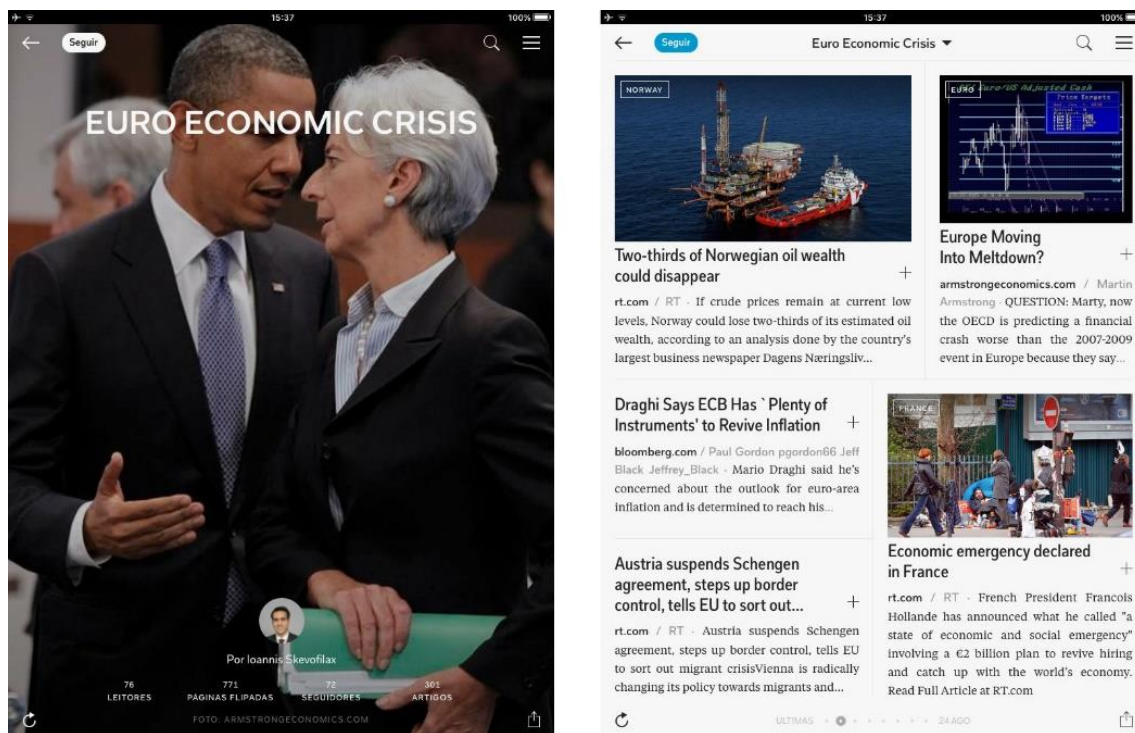 15:37
100%
Seguir
EURO ECONOMIC CRISIS
Por Ioannis Skevofilax
76
LEITORES
771
PÁGINAS FLIPADAS
72
SEGUIDORES
301
ARTIGOS
FOTO: ARMSTRONGECONOMICS.COM
15:37
100%
Seguir
Euro Economic Crisis
NORWAY
Two-thirds of Norwegian oil wealth
could disappear
rt.com / RT · If crude prices remain at current low
levels, Norway could lose two-thirds of its estimated oil
wealth, according to an analysis done by the country's
largest business newspaper Dagens Næringsliv...
EURO
Euro/US Adjusted Cash
Price Targets
Europe Moving
Into Meltdown?
armstrongeconomics.com / Martin
Armstrong · QUESTION: Marty, now
the OECD is predicting a financial
crash worse than the 2007-2009
event in Europe because they say...
Draghi Says ECB Has `Plenty of
Instruments' to Revive Inflation
bloomberg.com / Paul Gordon pgordon66 Jeff
Black Jeffrey_Black · Mario Draghi said he's
concerned about the outlook for euro-area
inflation and is determined to reach his...
Austria suspends Schengen
agreement, steps up border
control, tells EU to sort out...
rt.com / RT · Austria suspends Schengen
agreement, steps up border control, tells EU
to sort out migrant crisisVienna is radically
changing its policy towards migrants and...
FRANCE
Economic emergency declared
in France
rt.com / RT · French President Francois
Hollande has announced what he called "a
state of economic and social emergency"
involving a €2 billion plan to revive hiring
and catch up with the world's economy.
Read Full Article at RT.com
ULTIMAS
24 AGO